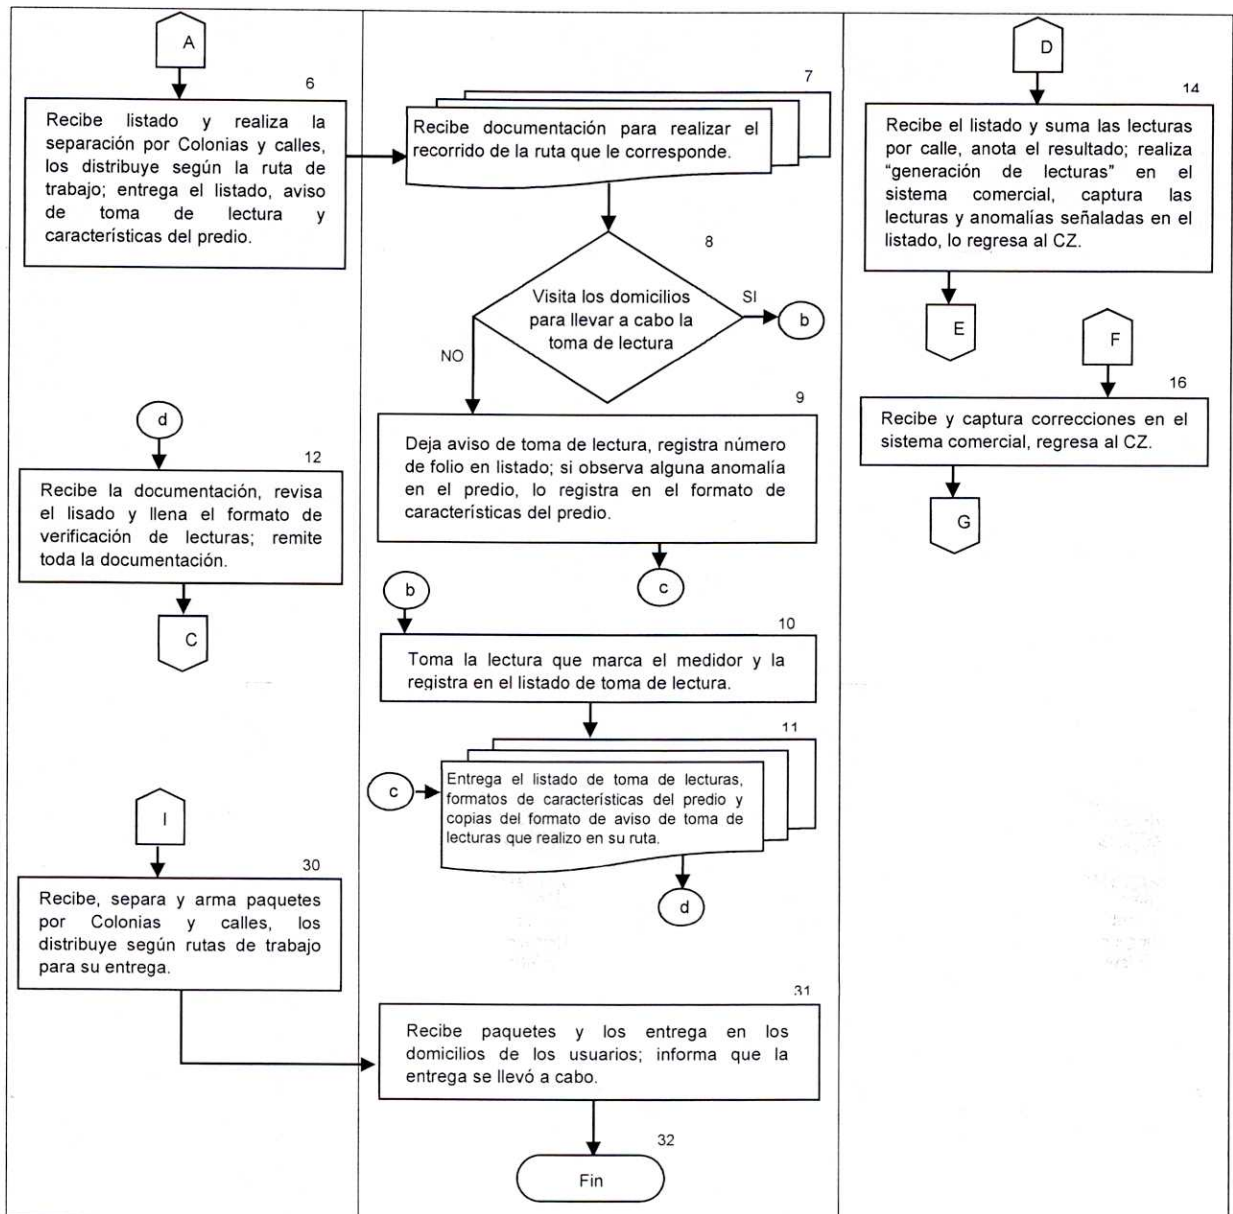 A
6
Recibe listado y realiza la
separación por Colonias y calles,
los distribuye según la ruta de
trabajo; entrega el listado, aviso
de toma de lectura y
características del predio.
d
12
Recibe la documentación, revisa
el lisado y llena el formato de
verificación de lecturas; remite
toda la documentación.
C
I
30
Recibe, separa y arma paquetes
por Colonias y calles, los
distribuye según rutas de trabajo
para su entrega.
7
Recibe documentación para realizar el
recorrido de la ruta que le corresponde.
8
Visita los domicilios
para llevar a cabo la
toma de lectura
SI
b
NO
9
Deja aviso de toma de lectura, registra número
de folio en listado; si observa alguna anomalía
en el predio, lo registra en el formato de
características del predio.
c
b
10
Toma la lectura que marca el medidor y la
registra en el listado de toma de lectura.
11
c
Entrega el listado de toma de lecturas,
formatos de características del predio y
copias del formato de aviso de toma de
lecturas que realizo en su ruta.
d
31
Recibe paquetes y los entrega en los
domicilios de los usuarios; informa que la
entrega se llevó a cabo.
32
Fin
D
14
Recibe el listado y suma las lecturas
por calle, anota el resultado; realiza
“generación de lecturas” en el
sistema comercial, captura las
lecturas y anomalías señaladas en el
listado, lo regresa al CZ.
E
F
16
Recibe y captura correcciones en el
sistema comercial, regresa al CZ.
G